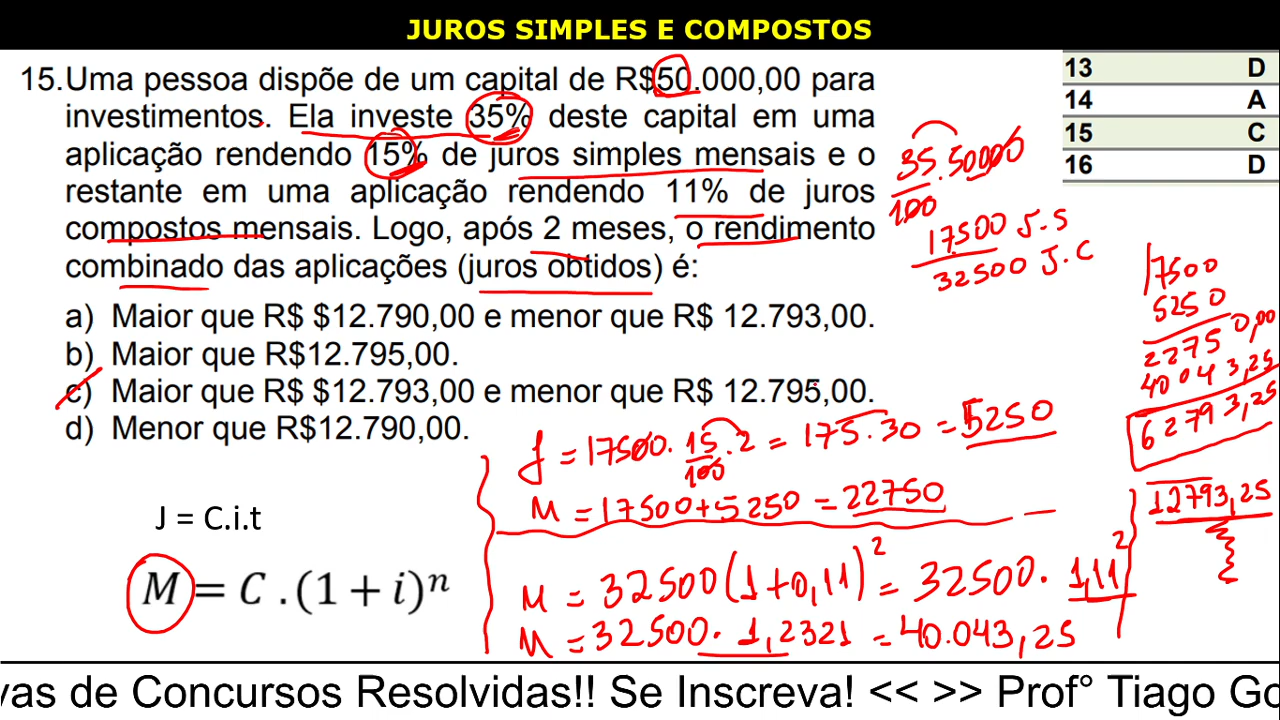 JUROS SIMPLES E COMPOSTOS
15.Uma pessoa dispõe de um capital de R$50.000,00 para
investimentos. Ela investe 35% deste capital em uma
aplicação rendendo 15% de juros simples mensais e o
restante em uma aplicação rendendo 11% de juros
compostos mensais. Logo, após 2 meses, o rendimento
combinado das aplicações (juros obtidos) é:
a) Maior que R$ $12.790,00 e menor que R$ 12.793,00.
b) Maior que R$12.795,00.
c) Maior que R$ $12.793,00 e menor que R$ 12.795,00.
d) Menor que R$12.790,00.
J = C.i.t
M = C .(1 + i)ⁿ
13 D
14 A
15 C
16 D
35.50000
100
17500 J.S
32500 J.C
17500
5250
22750,00
40043,25
62793,25
12793,25
J = 17500. 15 .2 = 175.30 = 5250
100
M = 17500+5250 = 22750
M = 32500(1+0,11)² = 32500. 1,11²
M = 32500. 1,2321 = 40.043,25
vas de Concursos Resolvidas!! Se Inscreva! << >> Prof° Tiago Go